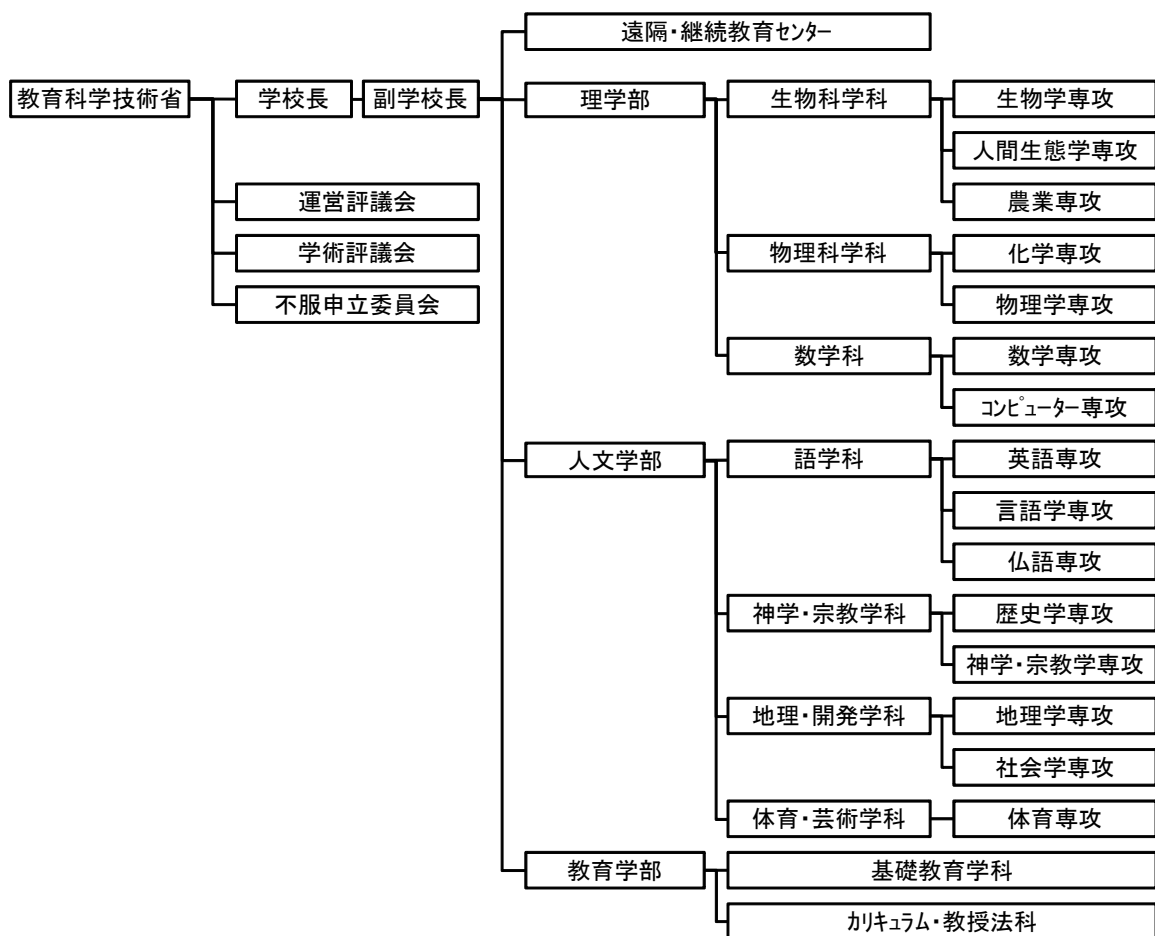 遠隔・継続教育センター
教育科学技術省
学校長
副学校長
理学部
生物科学科
生物学専攻
人間生態学専攻
運営評議会
農業専攻
学術評議会
物理科学科
化学専攻
不服申立委員会
物理学専攻
数学科
数学専攻
コンピューター専攻
人文学部
語学科
英語専攻
言語学専攻
仏語専攻
神学・宗教学科
歴史学専攻
神学・宗教学専攻
地理・開発学科
地理学専攻
社会学専攻
体育・芸術学科
体育専攻
教育学部
基礎教育学科
カリキュラム・教授法科